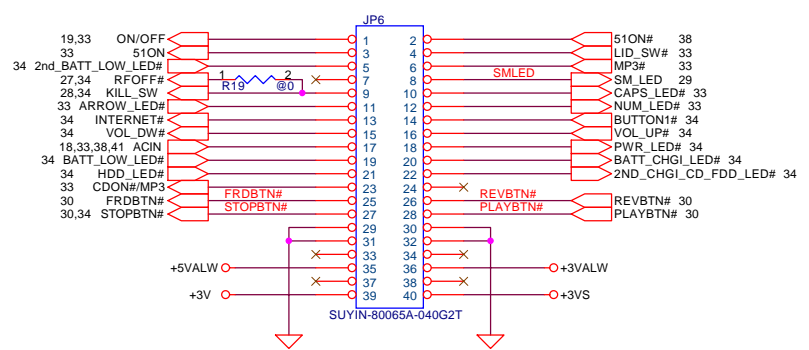 JP6
19,33 ON/OFF 1 2 51ON# 38
33 51ON 3 4 LID_SW# 33
34 2nd_BATT_LOW_LED# 5 6 MP3# 33
27,34 RFOFF# 1 2 7 8 SMLED SM_LED 29
R19 @0
28,34 KILL_SW 9 10 CAPS_LED# 33
33 ARROW_LED# 11 12 NUM_LED# 33
34 INTERNET# 13 14 BUTTON1# 34
34 VOL_DW# 15 16 VOL_UP# 34
18,33,38,41 ACIN 17 18 PWR_LED# 34
34 BATT_LOW_LED# 19 20 BATT_CHGI_LED# 34
34 HDD_LED# 21 22 2ND_CHGI_CD_FDD_LED# 34
33 CDON#/MP3 23 24
30 FRDBTN# FRDBTN# 25 26 REVBTN# REVBTN# 30
30,34 STOPBTN# STOPBTN# 27 28 PLAYBTN# PLAYBTN# 30
29 30
31 32
33 34
+5VALW 35 36 +3VALW
37 38
+3V 39 40 +3VS
SUYIN-80065A-040G2T